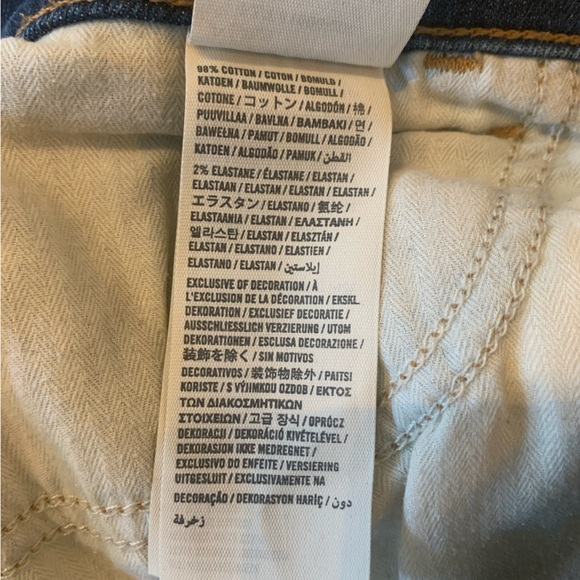 98% COTTON / COTON / BOMULD /
KATOEN / BAUMWOLLE / BOMULL /
COTONE / コットン / ALGODÓN / 棉 /
PUUVILLAA / BAVLNA / ΒΑΜΒΑΚΙ / 면 /
BAWEŁNA / PAMUT / BOMULL / ALGODÃO /
KATOEN / ALGODÃO / PAMUK / القطن
2% ELASTANE / ÉLASTANE / ELASTAN /
ELASTAAN / ELASTAN / ELASTAN / ELASTAN /
エラスタン / ELASTANO / 氨纶 /
ELASTAANIA / ELASTAN / ΕΛΑΣΤΑΝΗ /
엘라스탄 / ELASTAN / ELASZTÁN /
ELASTAN / ELASTANO / ELASTIEN /
ELASTANO / ELASTAN / إيلاستين
EXCLUSIVE OF DECORATION / À
L'EXCLUSION DE LA DÉCORATION / EKSKL.
DEKORATION / EXCLUSIEF DECORATIE /
AUSSCHLIESSLICH VERZIERUNG / UTOM
DEKORATIONEN / ESCLUSA DECORAZIONE /
装飾を除く / SIN MOTIVOS
DECORATIVOS / 装饰物除外 / PAITSI
KORISTE / S VÝJIMKOU OZDOB / ΕΚΤΟΣ
ΤΩΝ ΔΙΑΚΟΣΜΗΤΙΚΩΝ
ΣΤΟΙΧΕΙΩΝ / 고급 장식 / OPRÓCZ
DEKORACJI / DEKORÁCIÓ KIVÉTELÉVEL /
DEKORASJON IKKE MEDREGNET /
EXCLUSIVO DO ENFEITE / VERSIERING
UITGESLUIT / EXCLUSIVAMENTE NA
DECORAÇÃO / DEKORASYON HARİÇ / دون
زخرفة